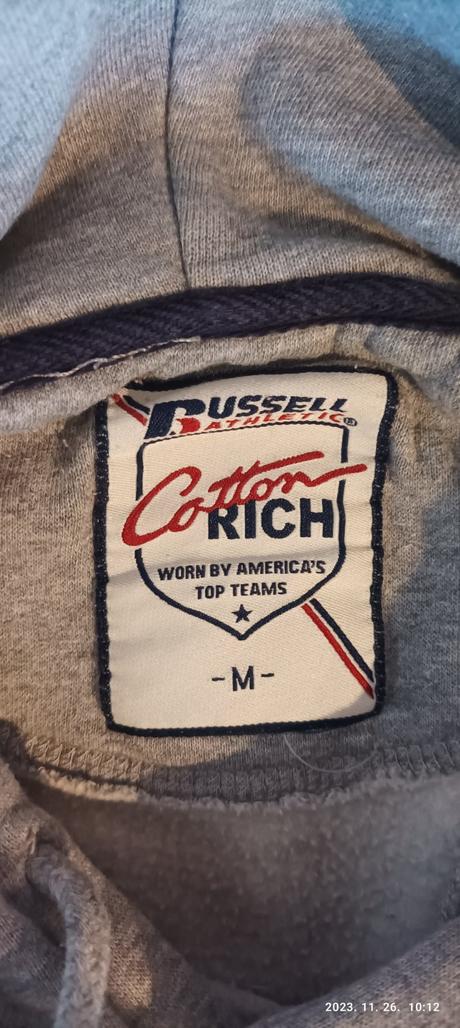 RUSSELL
ATHLETIC®
Cotton
RICH
WORN BY AMERICA'S
TOP TEAMS
-M-
2023. 11. 26. 10:12